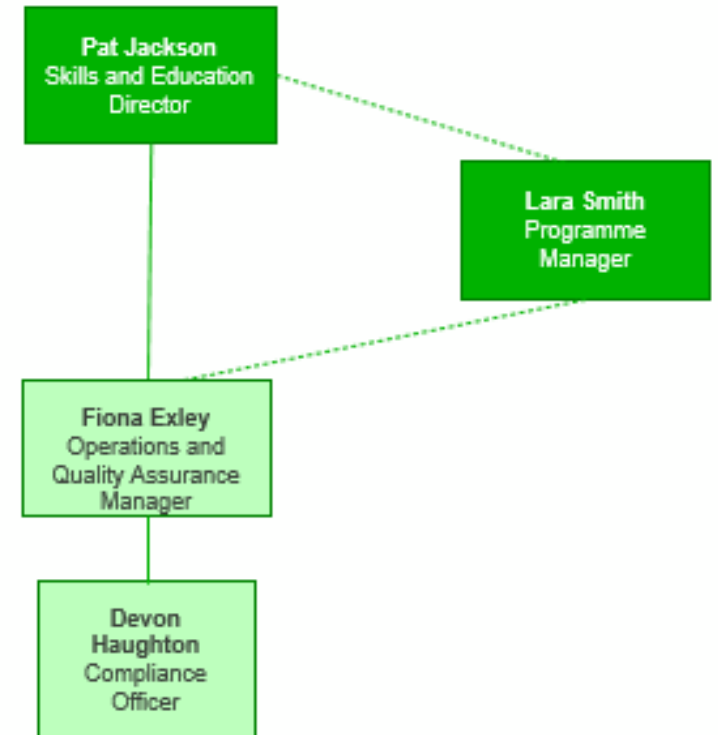 Pat Jackson
Skills and Education
Director
Lara Smith
Programme
Manager
Fiona Exley
Operations and
Quality Assurance
Manager
Devon
Haughton
Compliance
Officer